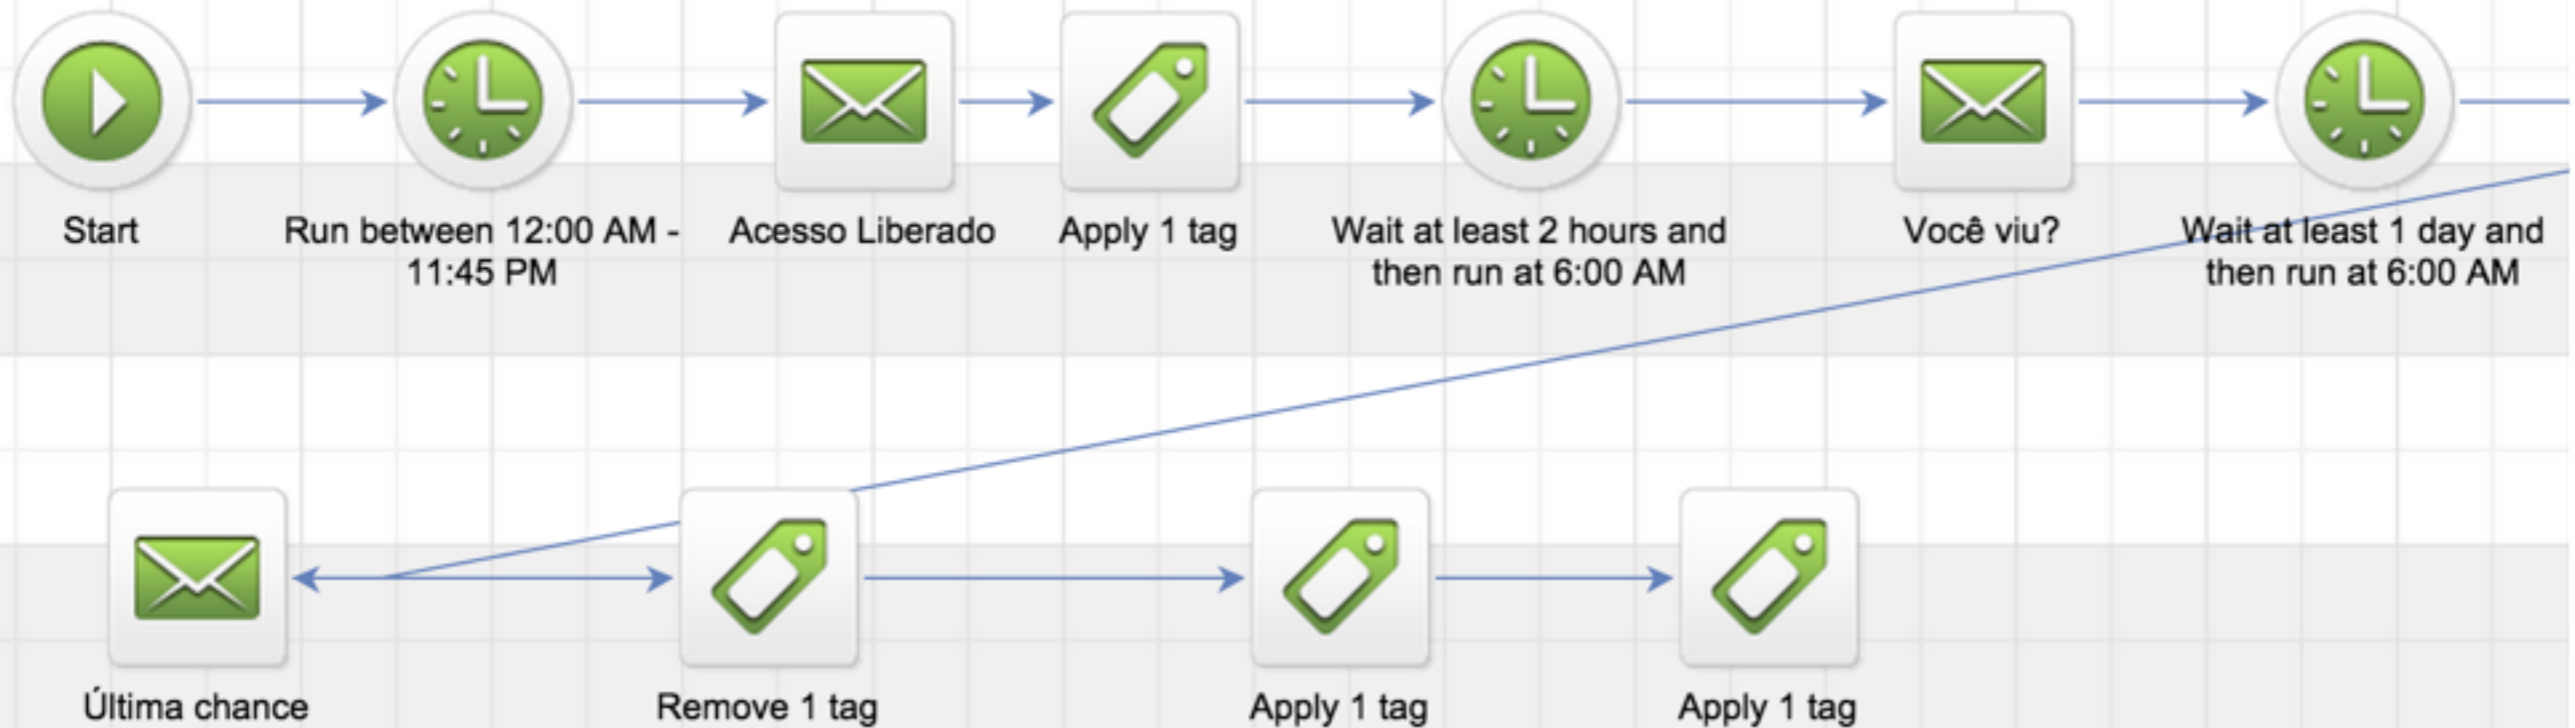 Start
Run between 12:00 AM -
11:45 PM
Acesso Liberado
Apply 1 tag
Wait at least 2 hours and
then run at 6:00 AM
Você viu?
Wait at least 1 day and
then run at 6:00 AM
Última chance
Remove 1 tag
Apply 1 tag
Apply 1 tag